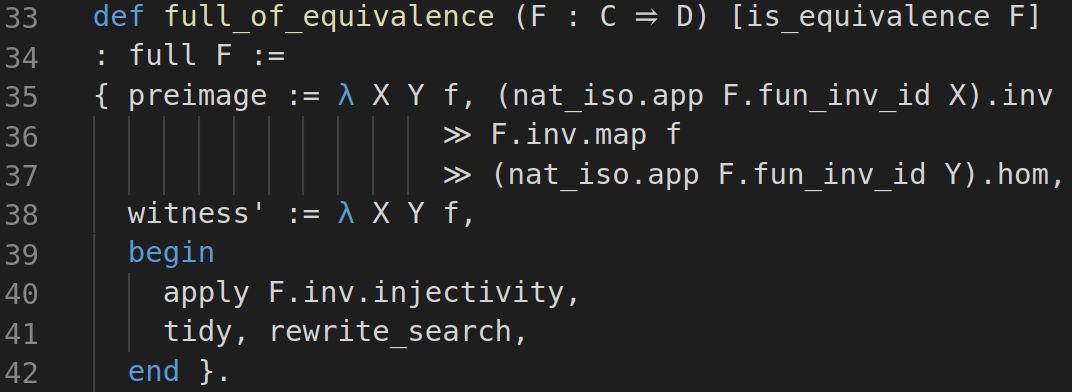 33 def full_of_equivalence (F : C ⥤ D) [is_equivalence F]
34 : full F :=
35 { preimage := λ X Y f, (nat_iso.app F.fun_inv_id X).inv
36 ≫ F.inv.map f
37 ≫ (nat_iso.app F.fun_inv_id Y).hom,
38 witness' := λ X Y f,
39 begin
40 apply F.inv.injectivity,
41 tidy, rewrite_search,
42 end }.